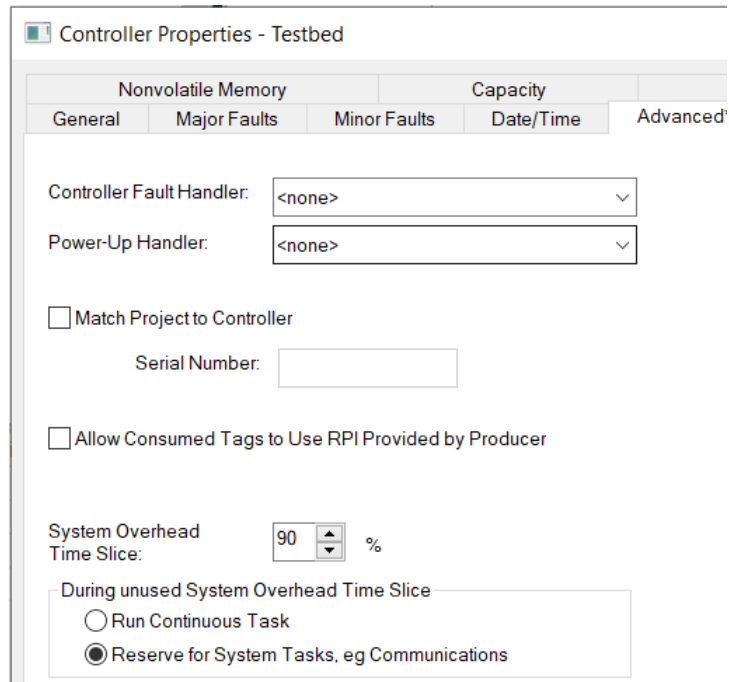 Controller Properties - Testbed
Nonvolatile Memory Capacity
General Major Faults Minor Faults Date/Time Advanced*
Controller Fault Handler: <none>
Power-Up Handler: <none>
Match Project to Controller
Serial Number:
Allow Consumed Tags to Use RPI Provided by Producer
System Overhead
Time Slice: 90 %
During unused System Overhead Time Slice
Run Continuous Task
Reserve for System Tasks, eg Communications